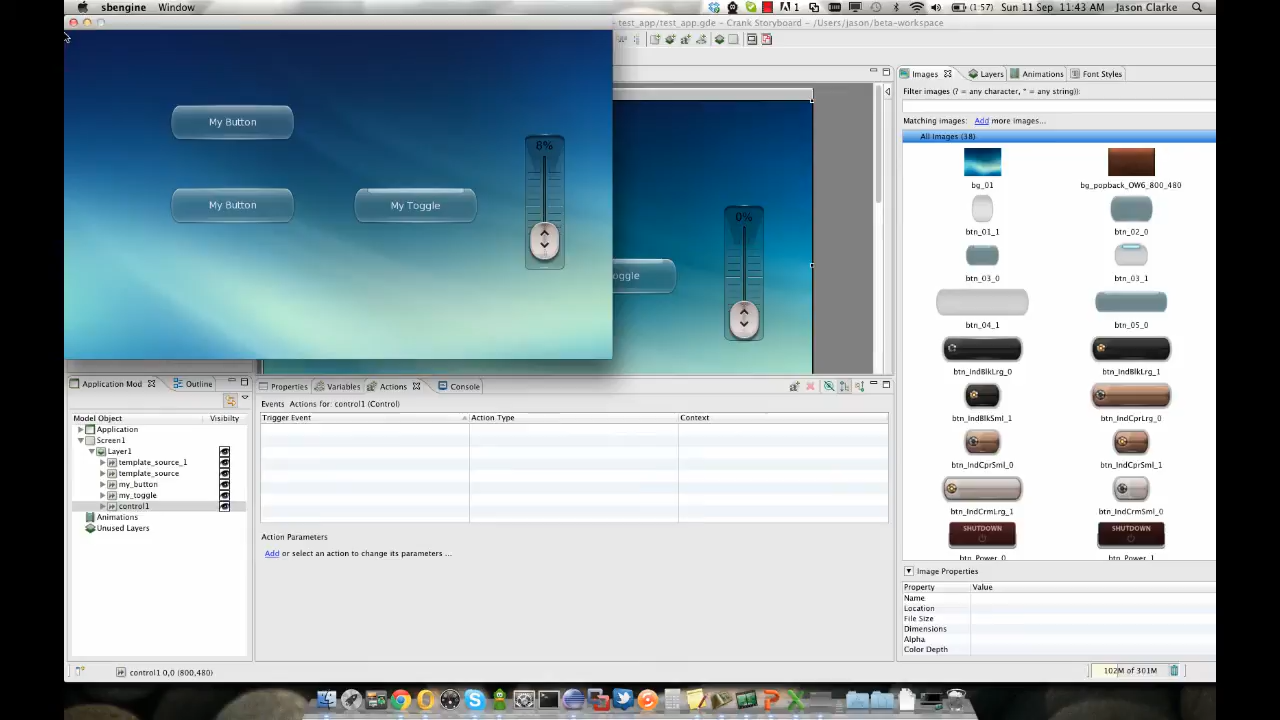 sbengine Window (1:57) Sun 11 Sep 11:43 AM Jason Clarke
test_app/test_app.gde - Crank Storyboard - /Users/jason/beta-workspace
Images Layers Animations Font Styles
Filter images (? = any character, * = any string):
Matching images: Add more images...
All Images (38)
bg_01 bg_popback_OW6_800_480
btn_01_1 btn_02_0
btn_03_0 btn_03_1
btn_04_1 btn_05_0
btn_IndBlkLrg_0 btn_IndBlkLrg_1
btn_IndBlkSml_1 btn_IndCprLrg_0
btn_IndCprSml_0 btn_IndCprSml_1
btn_IndCrmLrg_1 btn_IndCrmSml_0
SHUTDOWN SHUTDOWN
btn_Power_0 btn_Power_1
Image Properties
Property Value
Name
Location
File Size
Dimensions
Alpha
Color Depth
My Button
8%
My Button My Toggle
0%
oggle
Application Mod Outline
Model Object Visibility
Application
Screen1
Layer1
template_source_1
template_source
my_button
my_toggle
control1
Animations
Unused Layers
Properties Variables Actions Console
Events Actions for: control1 (Control)
Trigger Event Action Type Context
Action Parameters
Add or select an action to change its parameters ...
control1 0,0 (800,480)
102M of 301M